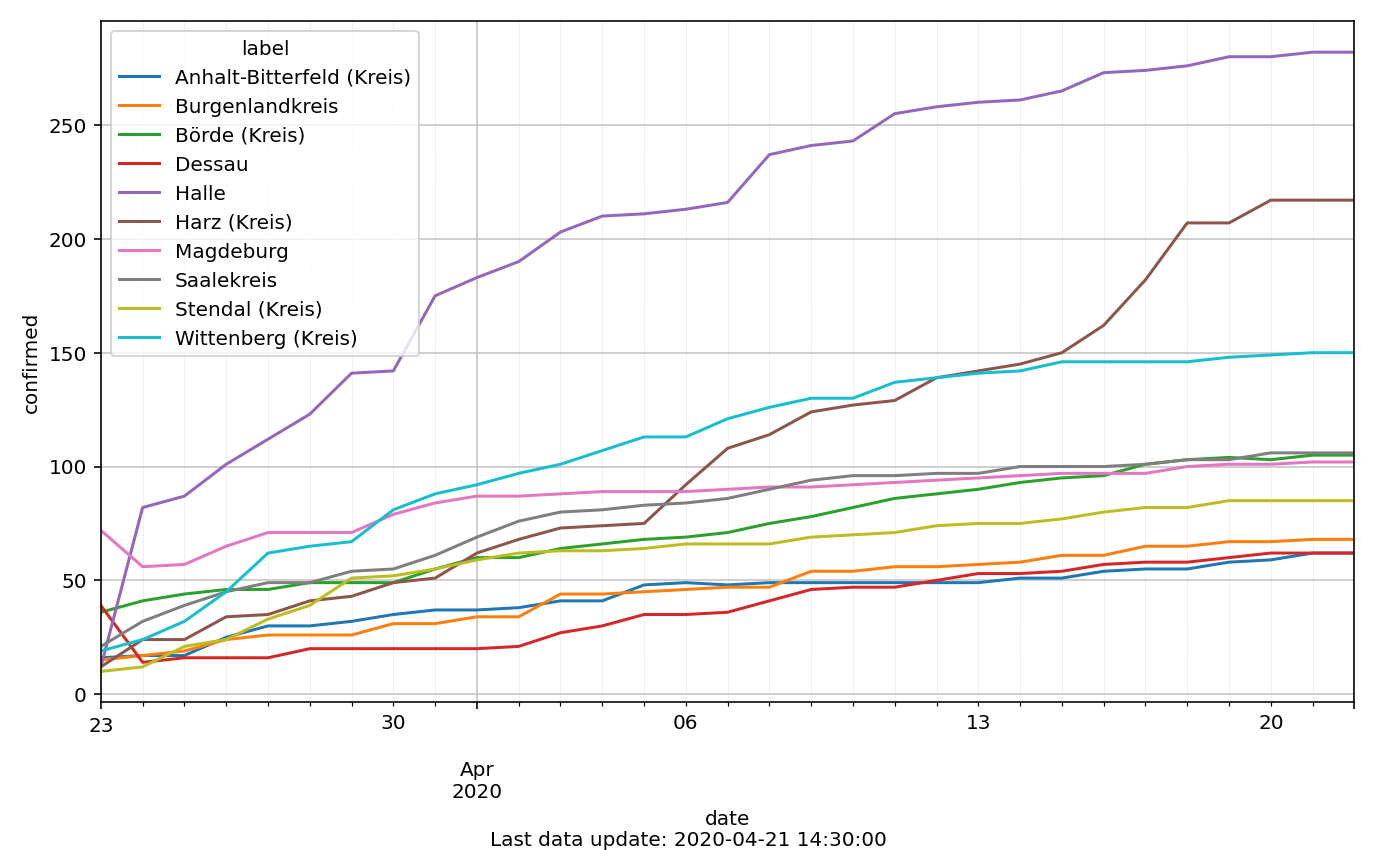 label
Anhalt-Bitterfeld (Kreis)
Burgenlandkreis
Börde (Kreis)
Dessau
Halle
Harz (Kreis)
Magdeburg
Saalekreis
Stendal (Kreis)
Wittenberg (Kreis)
250
200
150
100
50
0
confirmed
23
30
06
13
20
Apr
2020
date
Last data update: 2020-04-21 14:30:00